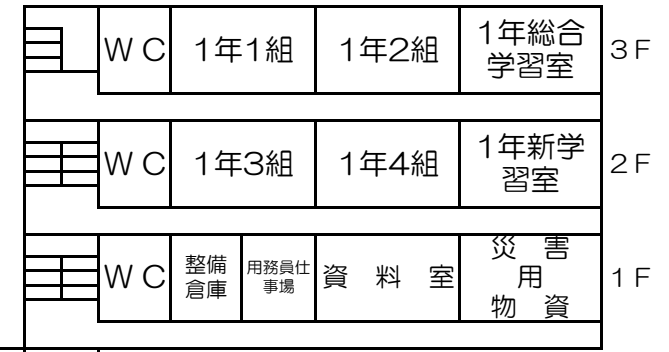 ＷＣ １年１組 １年２組 １年総合
学習室 ３Ｆ
ＷＣ １年３組 １年４組 １年新学
習室 ２Ｆ
ＷＣ 整備
倉庫 用務員仕
事場 資 料 室 災 害
用
物 資 １Ｆ